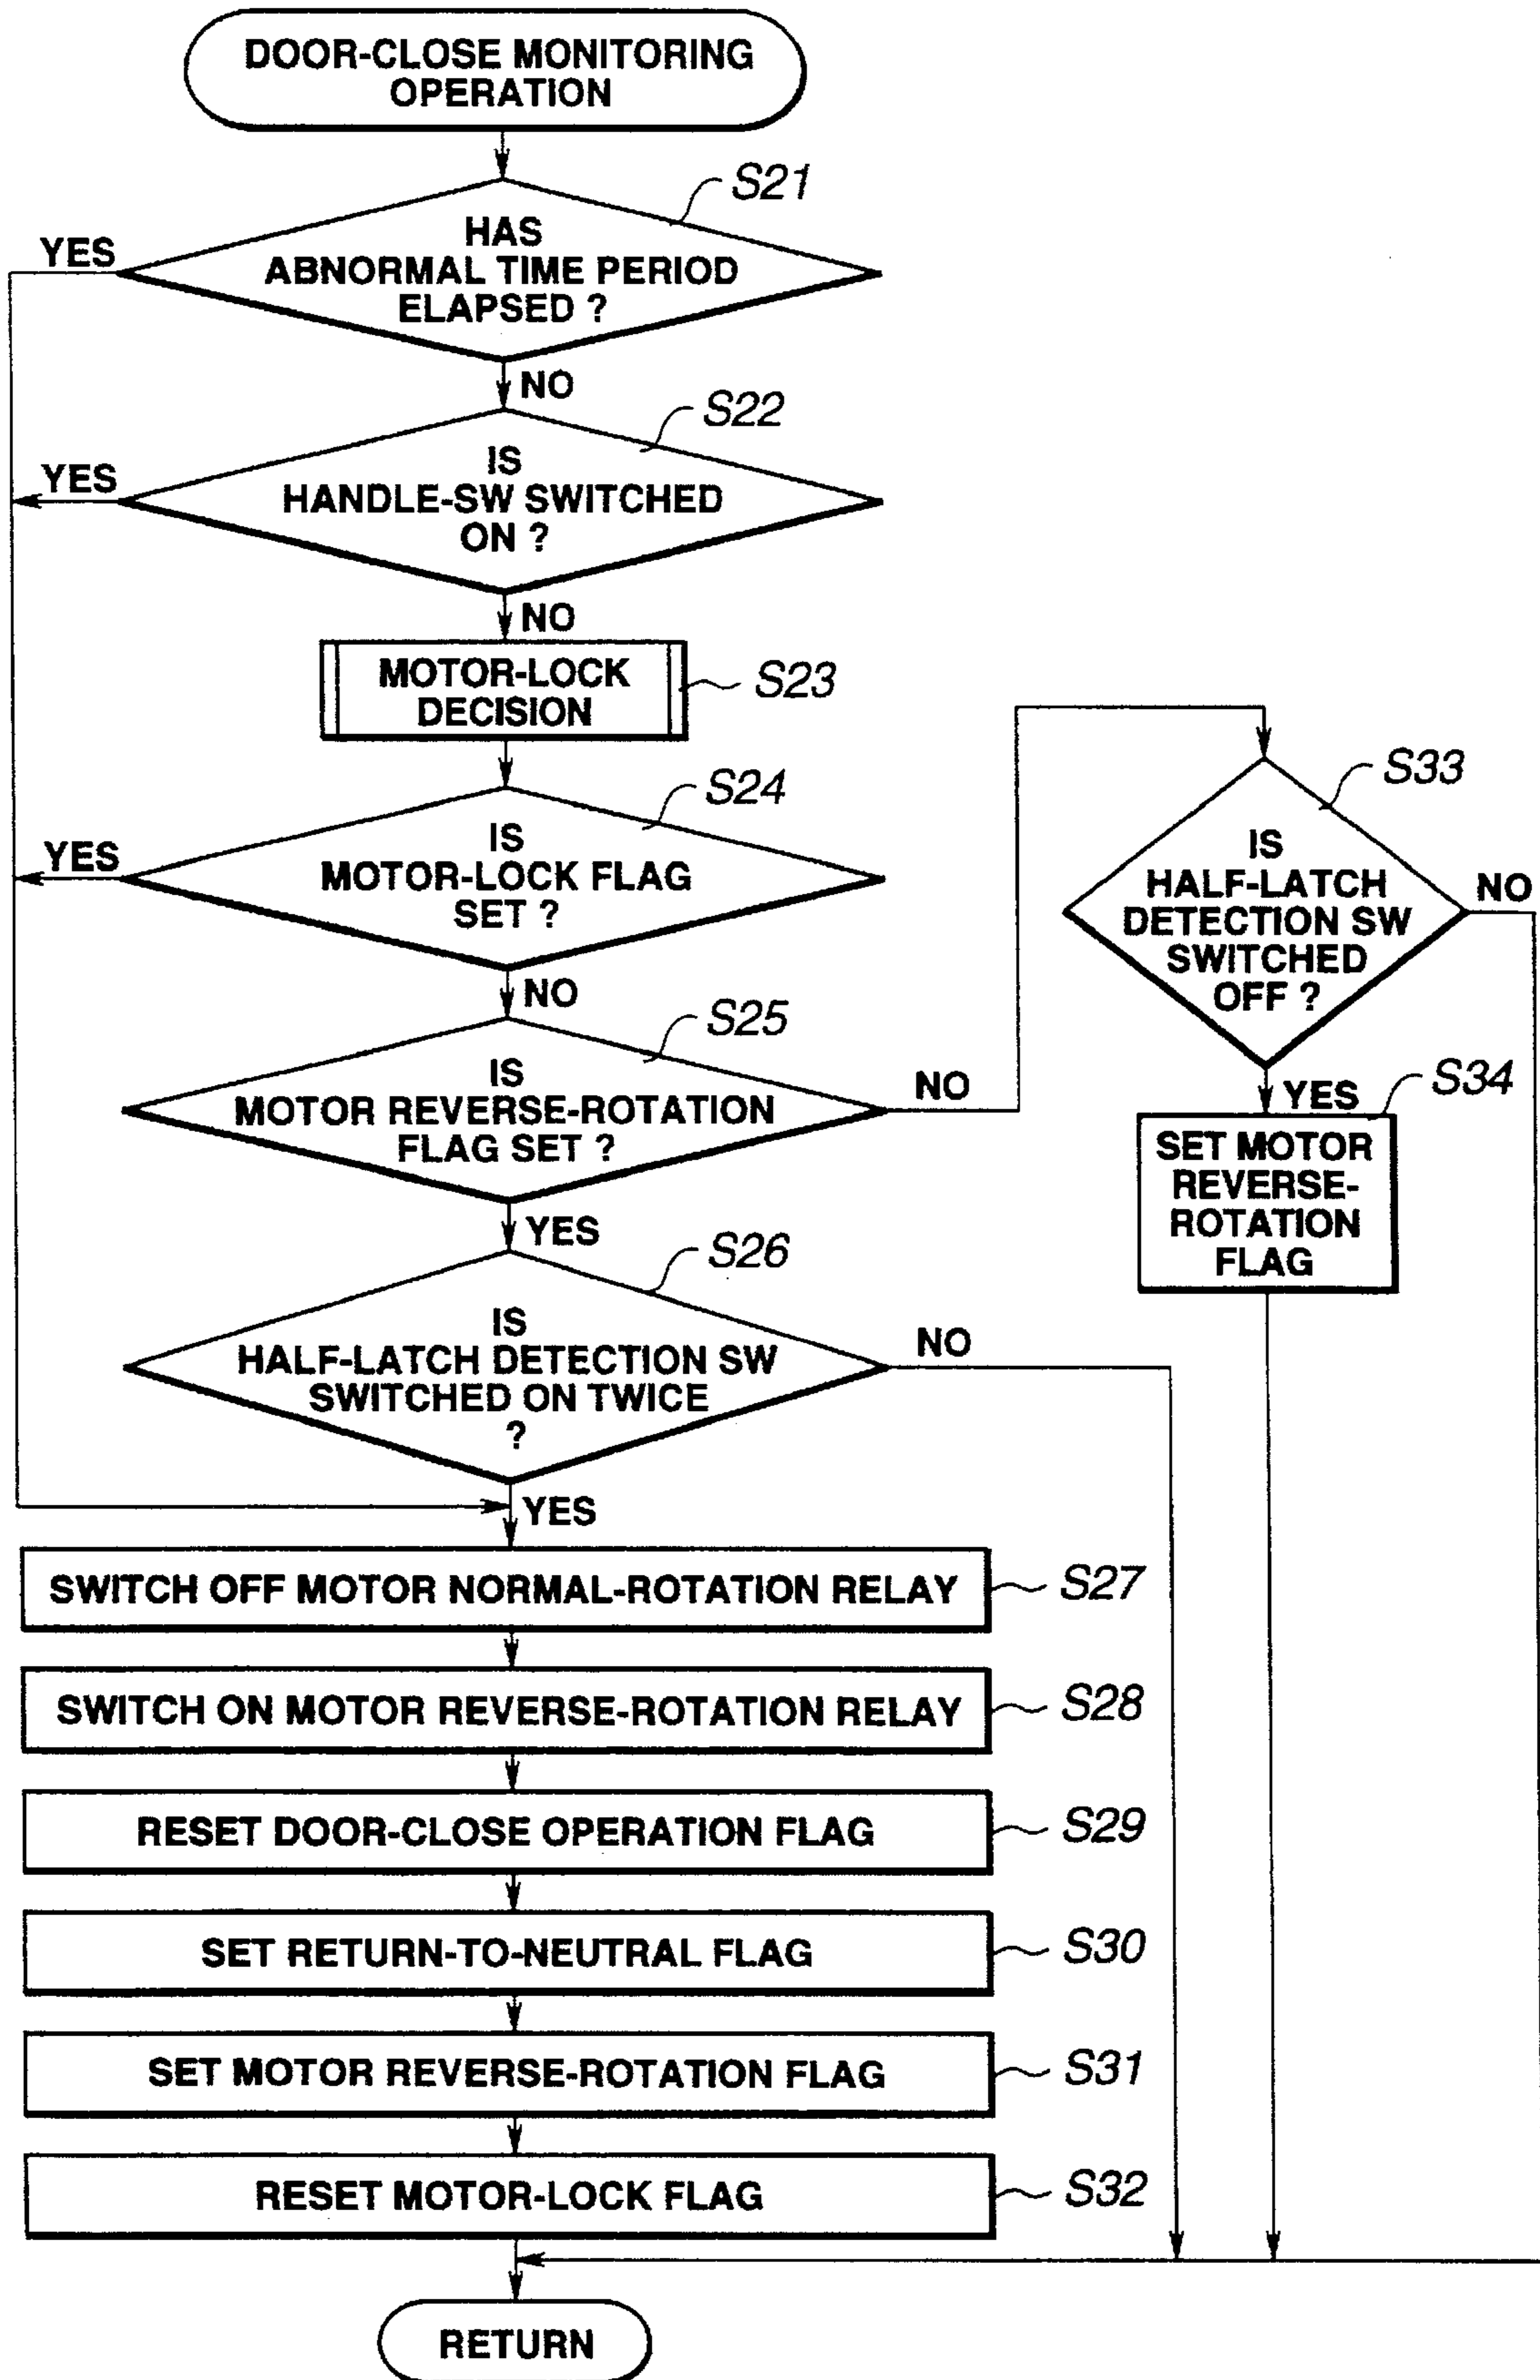 DOOR-CLOSE MONITORING
OPERATION
S21
HAS
ABNORMAL TIME PERIOD
ELAPSED ?
YES
NO
S22
IS
HANDLE-SW SWITCHED
ON ?
YES
NO
MOTOR-LOCK
DECISION
S23
S24
IS
MOTOR-LOCK FLAG
SET ?
YES
NO
S25
IS
MOTOR REVERSE-ROTATION
FLAG SET ?
NO
YES
S33
IS
HALF-LATCH
DETECTION SW
SWITCHED
OFF ?
NO
YES
S34
SET MOTOR
REVERSE-
ROTATION
FLAG
S26
IS
HALF-LATCH DETECTION SW
SWITCHED ON TWICE
?
NO
YES
SWITCH OFF MOTOR NORMAL-ROTATION RELAY
S27
SWITCH ON MOTOR REVERSE-ROTATION RELAY
S28
RESET DOOR-CLOSE OPERATION FLAG
S29
SET RETURN-TO-NEUTRAL FLAG
S30
SET MOTOR REVERSE-ROTATION FLAG
S31
RESET MOTOR-LOCK FLAG
S32
RETURN